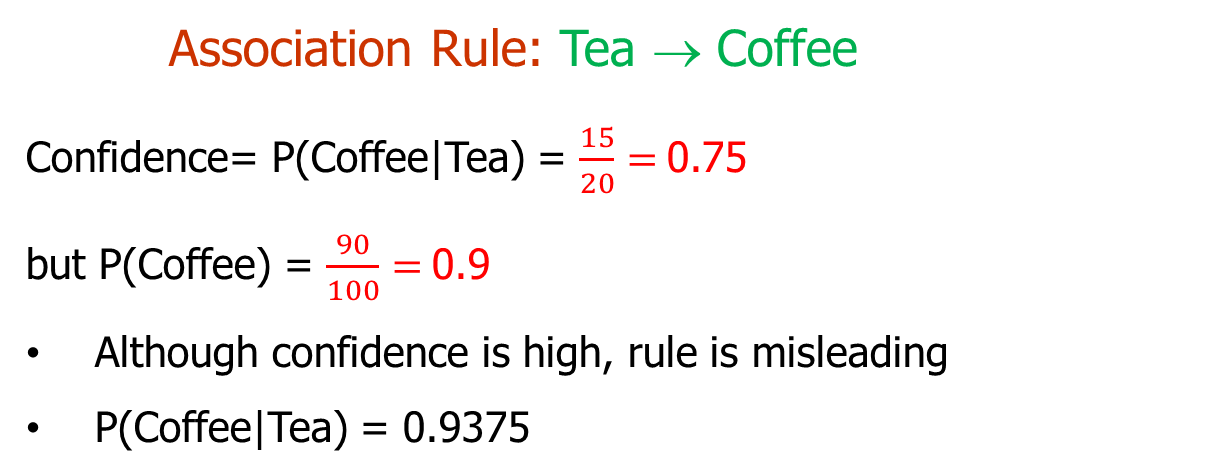 Association Rule: Tea → Coffee
Confidence= P(Coffee|Tea) = 15/20 = 0.75
but P(Coffee) = 90/100 = 0.9
• Although confidence is high, rule is misleading
• P(Coffee|Tea) = 0.9375